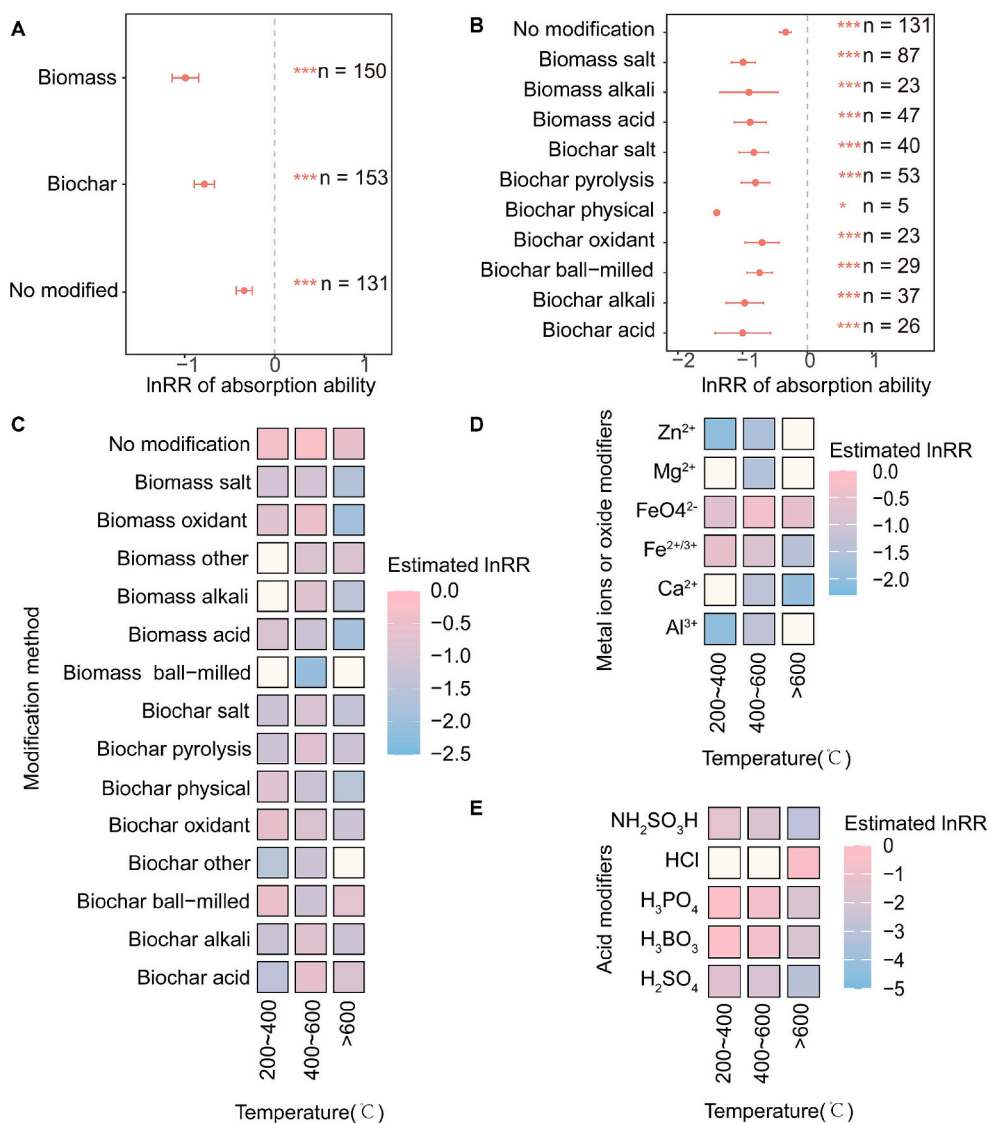 A
Biomass ***n = 150
Biochar ***n = 153
No modified ***n = 131
−1 0 1
lnRR of absorption ability
B
No modification ***n = 131
Biomass salt ***n = 87
Biomass alkali ***n = 23
Biomass acid ***n = 47
Biochar salt ***n = 40
Biochar pyrolysis ***n = 53
Biochar physical * n = 5
Biochar oxidant ***n = 23
Biochar ball−milled ***n = 29
Biochar alkali ***n = 37
Biochar acid ***n = 26
−2 −1 0 1
lnRR of absorption ability
C
Modification method
No modification
Biomass salt
Biomass oxidant
Biomass other
Biomass alkali
Biomass acid
Biomass ball−milled
Biochar salt
Biochar pyrolysis
Biochar physical
Biochar oxidant
Biochar other
Biochar ball−milled
Biochar alkali
Biochar acid
200~400
400~600
>600
Temperature(℃)
Estimated lnRR
0.0
−0.5
−1.0
−1.5
−2.0
−2.5
D
Metal ions or oxide modifiers
Zn²⁺
Mg²⁺
FeO4²⁻
Fe²⁺ᐟ³⁺
Ca²⁺
Al³⁺
200~400
400~600
>600
Temperature(℃)
Estimated lnRR
0.0
−0.5
−1.0
−1.5
−2.0
E
Acid modifiers
NH₂SO₃H
HCl
H₃PO₄
H₃BO₃
H₂SO₄
200~400
400~600
>600
Temperature(℃)
Estimated lnRR
0
−1
−2
−3
−4
−5